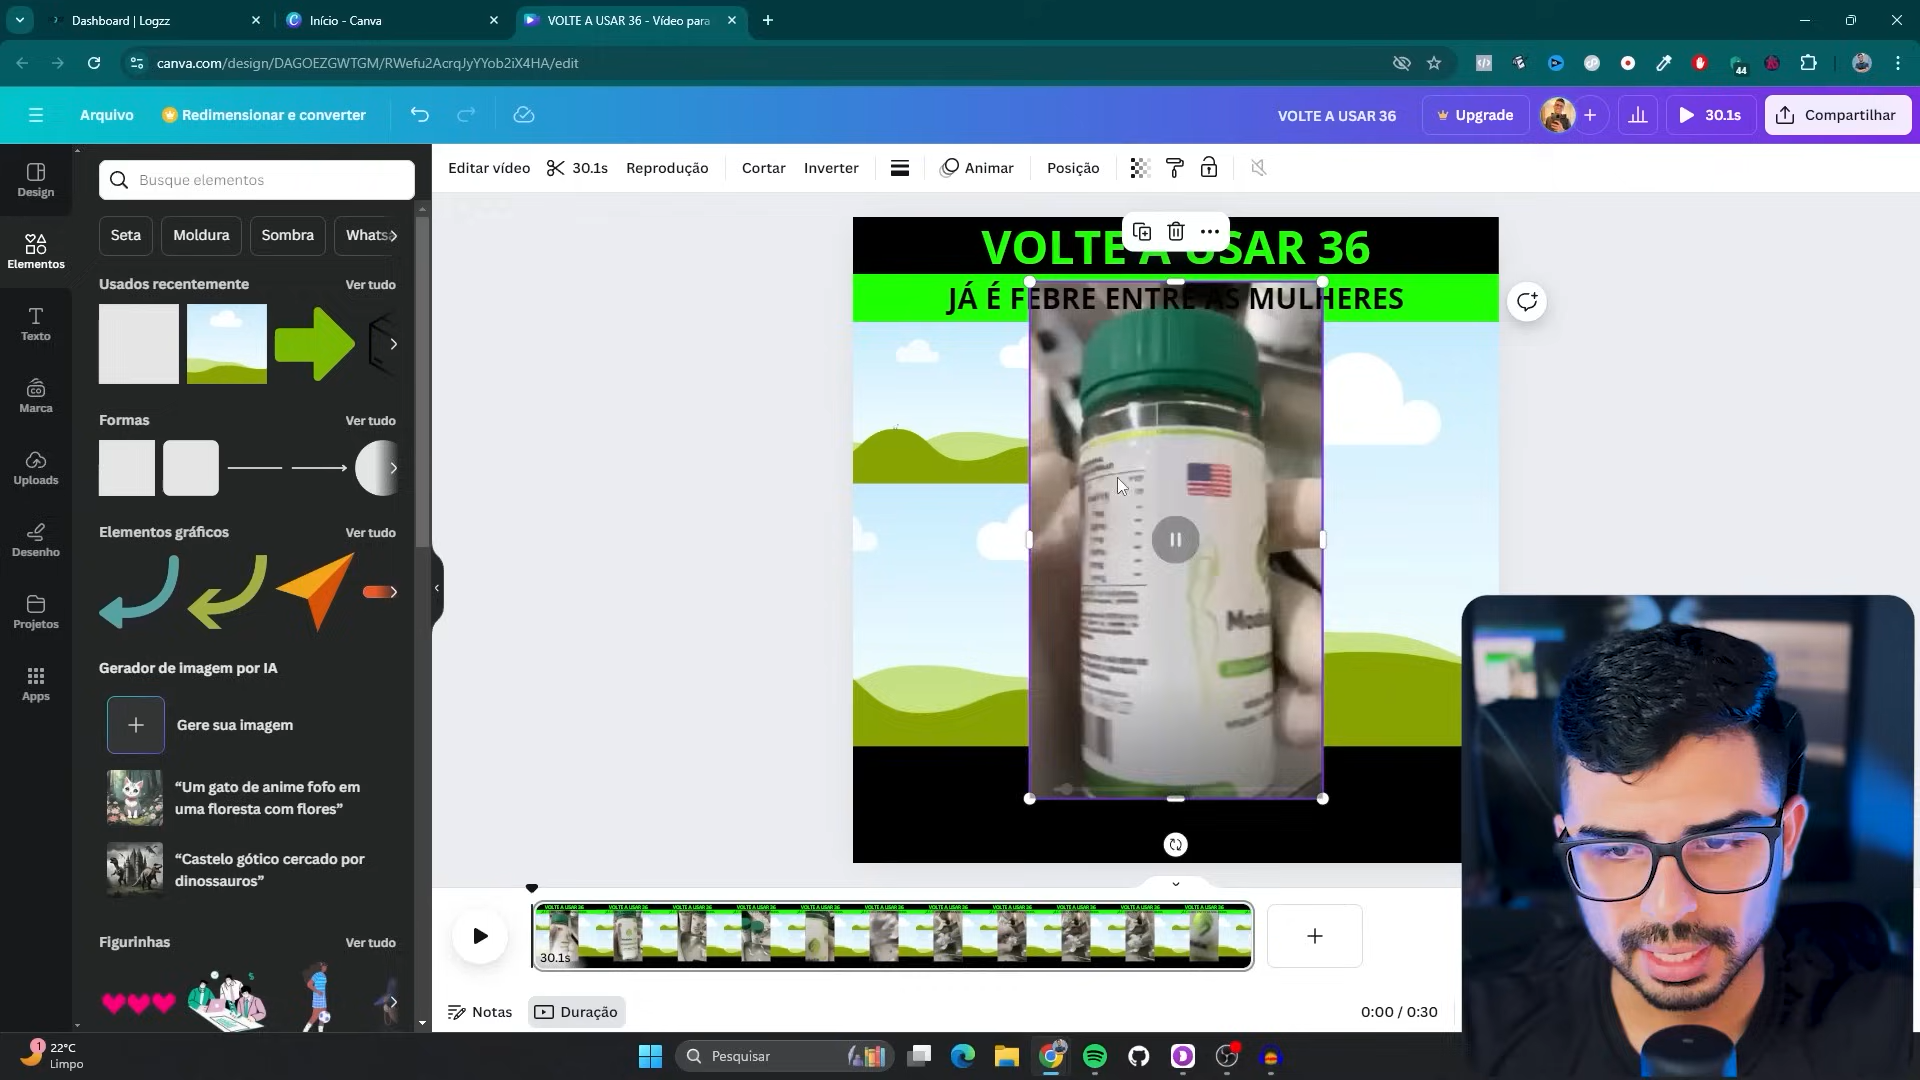 Dashboard | Logzz
Início - Canva
VOLTE A USAR 36 - Vídeo para
canva.com/design/DAGOEZGWTGM/RWefu2AcrqJyYYob2iX4HA/edit
44
Arquivo
Redimensionar e converter
VOLTE A USAR 36
Upgrade
30.1s
Compartilhar
Design
Elementos
Texto
Marca
Uploads
Desenho
Projetos
Apps
Busque elementos
Seta
Moldura
Sombra
Usados recentemente
Ver tudo
Formas
Ver tudo
Elementos gráficos
Ver tudo
Gerador de imagem por IA
Gere sua imagem
“Um gato de anime fofo em
uma floresta com flores”
“Castelo gótico cercado por
dinossauros”
Figurinhas
Ver tudo
Editar vídeo
30.1s
Reprodução
Cortar
Inverter
Animar
Posição
VOLTE A USAR 36
JÁ É FEBRE ENTRE AS MULHERES
30.1s
Notas
Duração
0:00 / 0:30
1
22°C
Limpo
Pesquisar